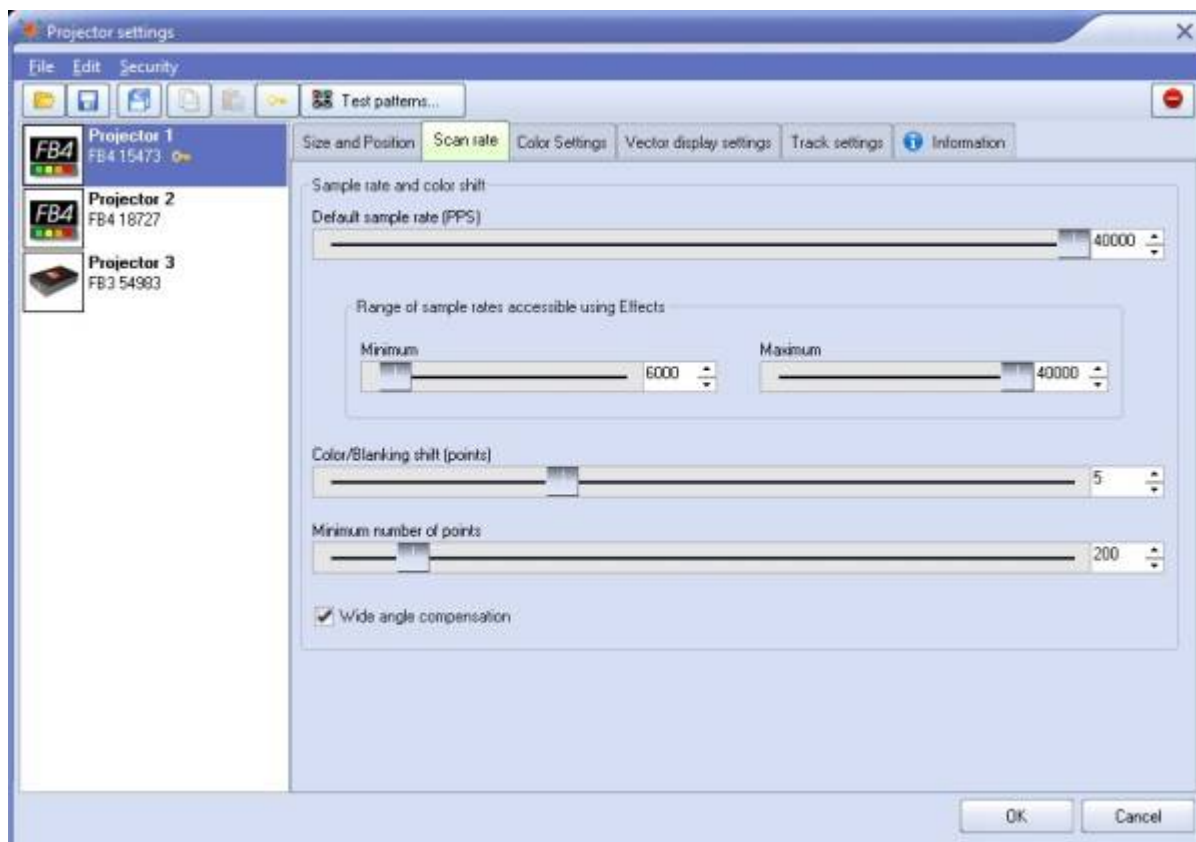 Projector settings
File Edit Security
Test patterns...
Projector 1
FB4 15473
Projector 2
FB4 18727
Projector 3
FB3 54983
FB4
FB4
Size and Position Scan rate Color Settings Vector display settings Track settings Information
Sample rate and color shift
Default sample rate (PPS)
40000
Range of sample rates accessible using Effects
Minimum Maximum
6000 40000
Color/Blanking shift (points)
5
Minimum number of points
200
Wide angle compensation
OK Cancel